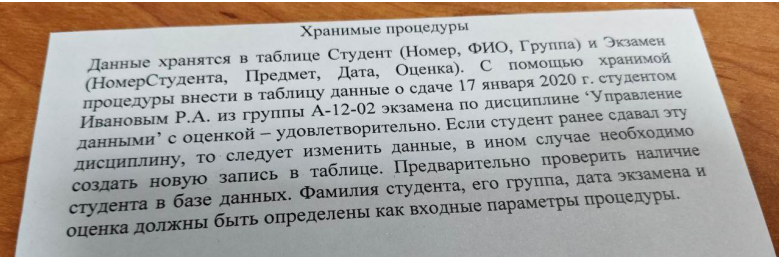 Хранимые процедуры
Данные хранятся в таблице Студент (Номер, ФИО, Группа) и Экзамен
(НомерСтудента, Предмет, Дата, Оценка). С помощью хранимой
процедуры внести в таблицу данные о сдаче 17 января 2020 г. студентом
Ивановым Р.А. из группы А-12-02 экзамена по дисциплине ‘Управление
данными’ с оценкой – удовлетворительно. Если студент ранее сдавал эту
дисциплину, то следует изменить данные, в ином случае необходимо
создать новую запись в таблице. Предварительно проверить наличие
студента в базе данных. Фамилия студента, его группа, дата экзамена и
оценка должны быть определены как входные параметры процедуры.